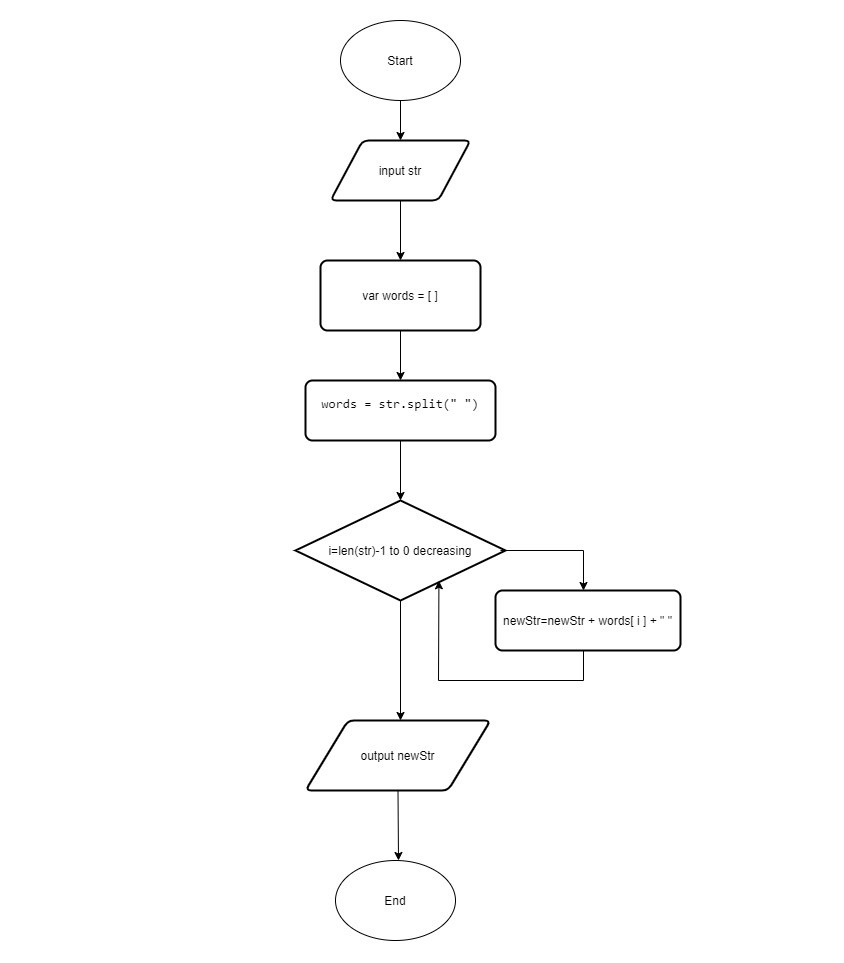 Start
input str
var words = [ ]
words = str.split(" ")
i=len(str)-1 to 0 decreasing
newStr=newStr + words[ i ] + " "
output newStr
End